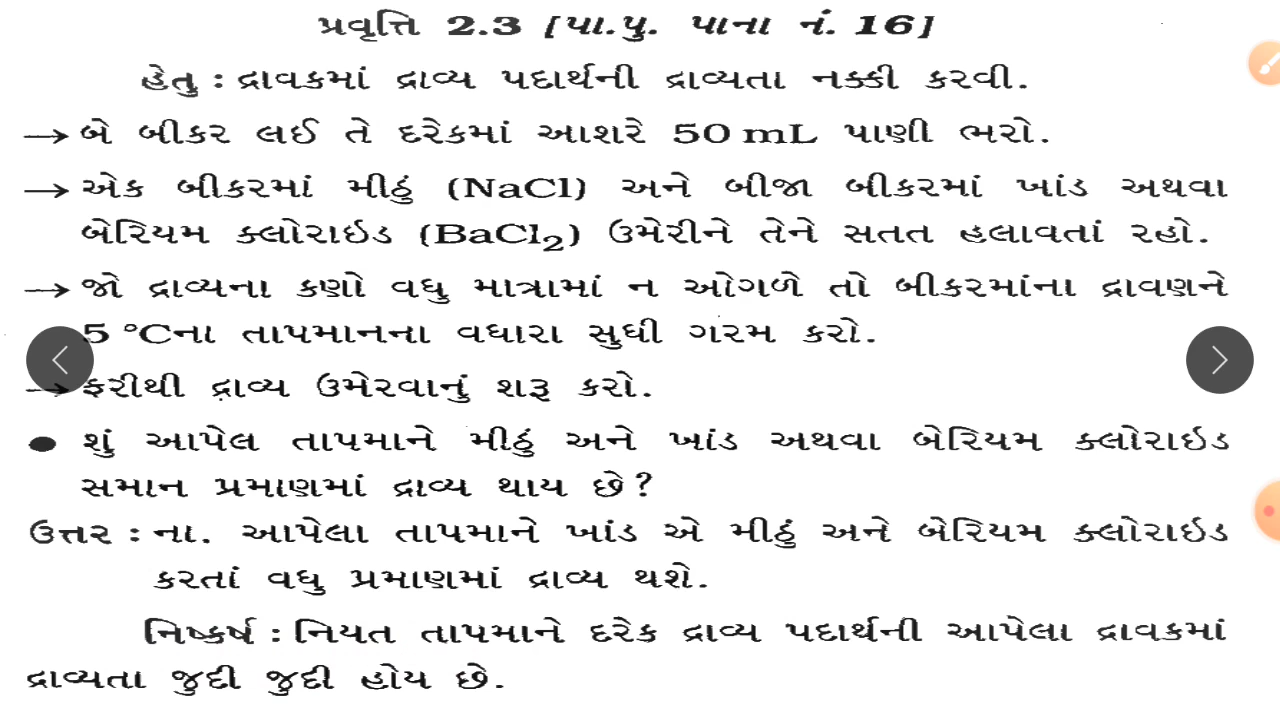 પ્રવૃત્તિ 2.3 [પા.પુ. પાના નં. 16]
હેતુ : દ્રાવકમાં દ્રાવ્ય પદાર્થની દ્રાવ્યતા નક્કી કરવી.
→ બે બીકર લઈ તે દરેકમાં આશરે 50 mL પાણી ભરો.
→ એક બીકરમાં મીઠું (NaCl) અને બીજા બીકરમાં ખાંડ અથવા
બેરિયમ ક્લોરાઇડ (BaCl₂) ઉમેરીને તેને સતત હલાવતાં રહો.
→ જો દ્રાવ્યના કણો વધુ માત્રામાં ન ઓગળે તો બીકરમાંના દ્રાવણને
5 °Cના તાપમાનના વધારા સુધી ગરમ કરો.
→ ફરીથી દ્રાવ્ય ઉમેરવાનું શરૂ કરો.
● શું આપેલ તાપમાને મીઠું અને ખાંડ અથવા બેરિયમ ક્લોરાઇડ
સમાન પ્રમાણમાં દ્રાવ્ય થાય છે?
ઉત્તર : ના. આપેલા તાપમાને ખાંડ એ મીઠું અને બેરિયમ ક્લોરાઇડ
કરતાં વધુ પ્રમાણમાં દ્રાવ્ય થશે.
નિષ્કર્ષ : નિયત તાપમાને દરેક દ્રાવ્ય પદાર્થની આપેલા દ્રાવકમાં
દ્રાવ્યતા જુદી જુદી હોય છે.